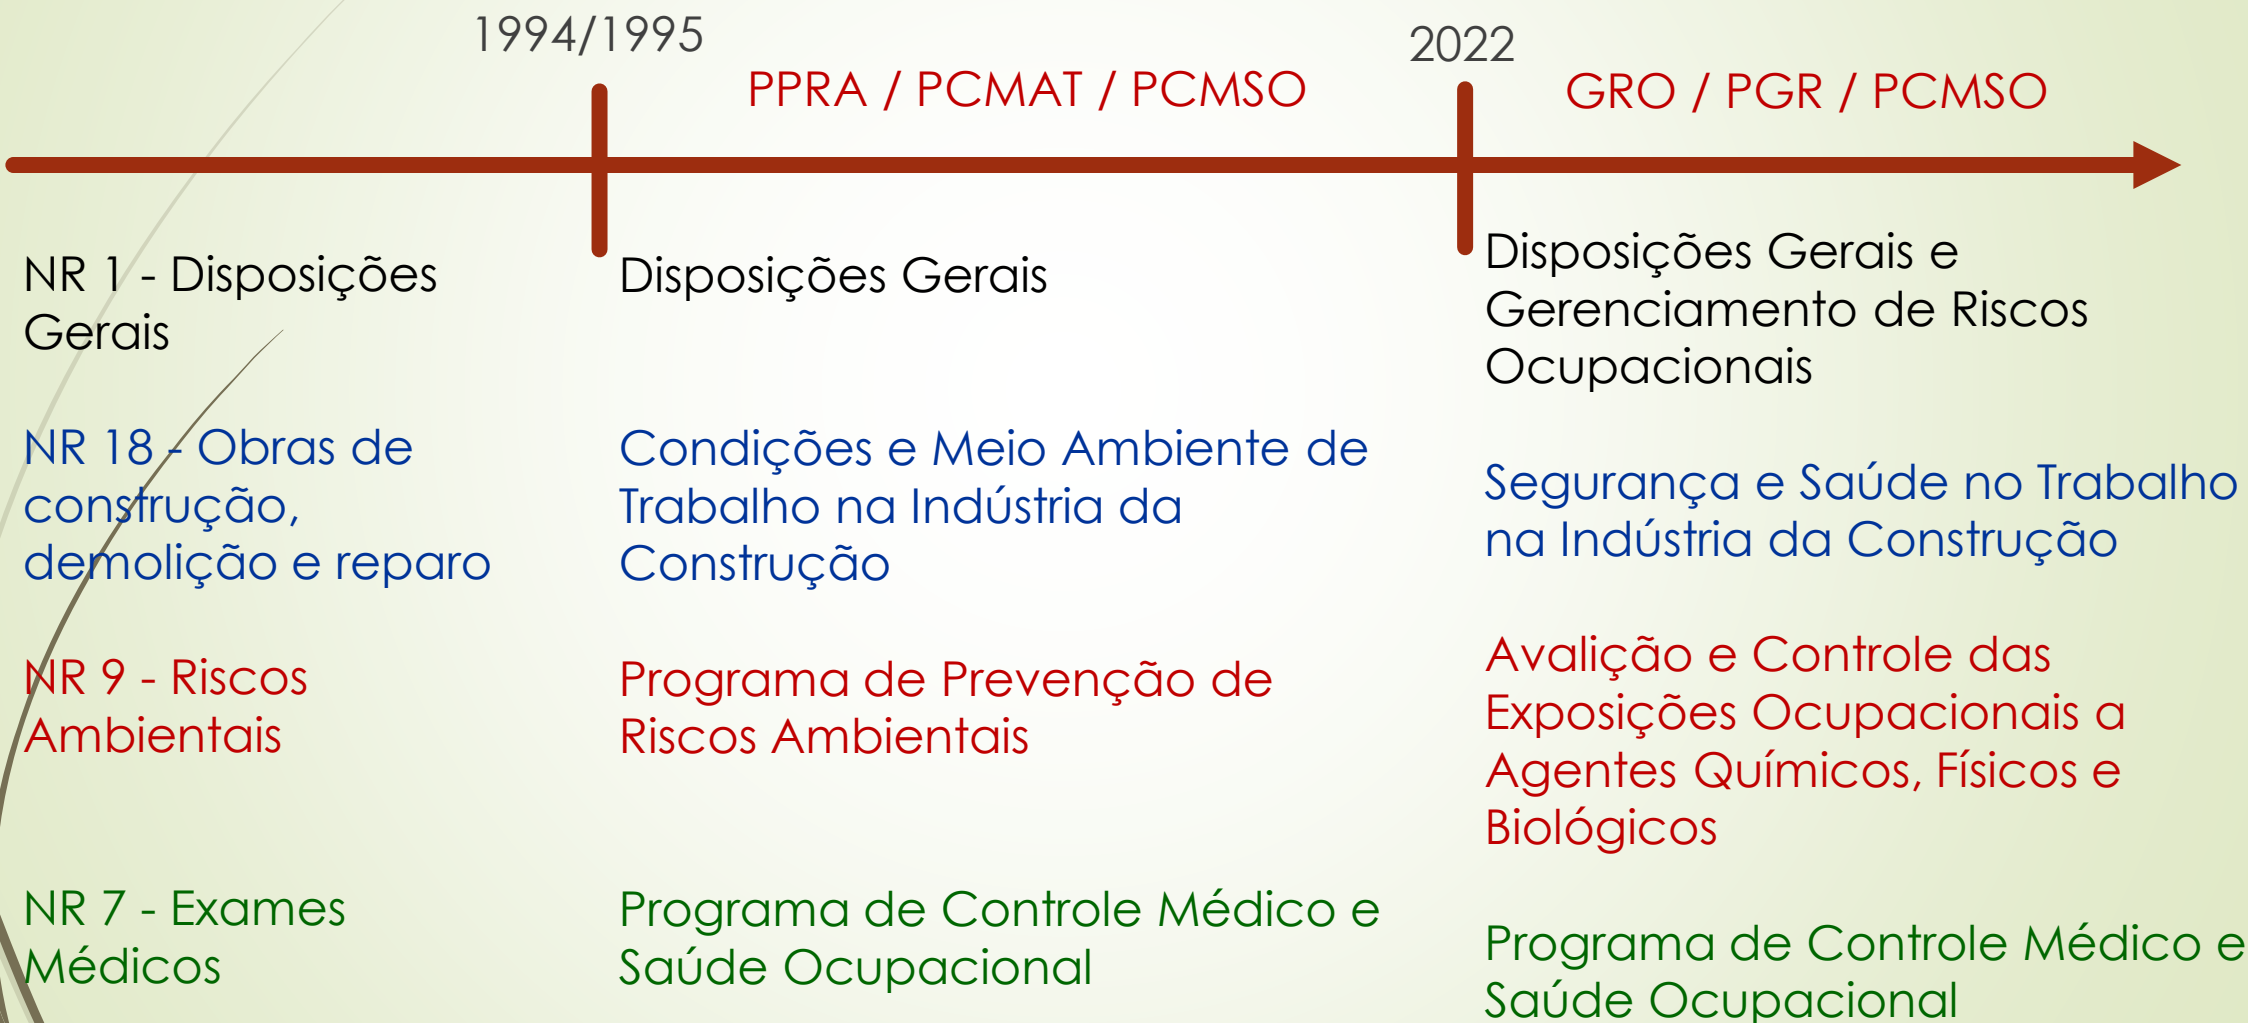 1994/1995
2022
PPRA / PCMAT / PCMSO
GRO / PGR / PCMSO
NR 1 - Disposições
Gerais
NR 18 - Obras de
construção,
demolição e reparo
NR 9 - Riscos
Ambientais
NR 7 - Exames
Médicos
Disposições Gerais
Condições e Meio Ambiente de
Trabalho na Indústria da
Construção
Programa de Prevenção de
Riscos Ambientais
Programa de Controle Médico e
Saúde Ocupacional
Disposições Gerais e
Gerenciamento de Riscos
Ocupacionais
Segurança e Saúde no Trabalho
na Indústria da Construção
Avalição e Controle das
Exposições Ocupacionais a
Agentes Químicos, Físicos e
Biológicos
Programa de Controle Médico e
Saúde Ocupacional